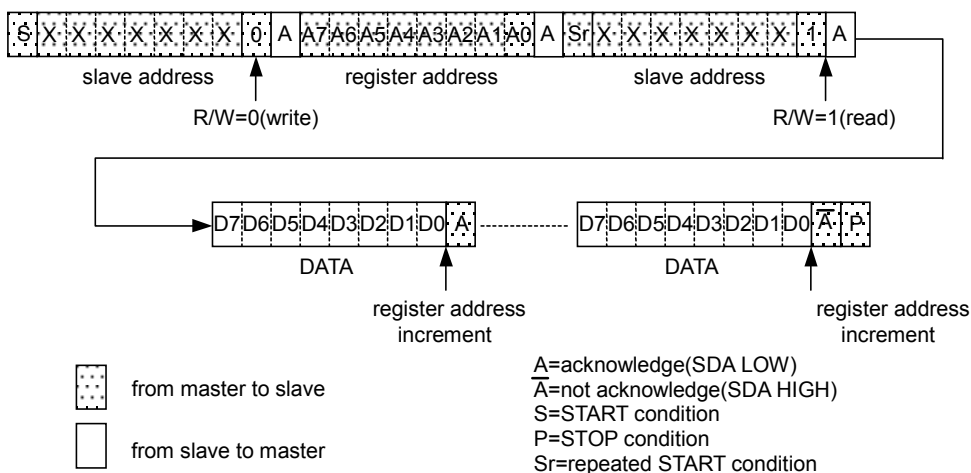 S X X X X X X X 0 A A7 A6 A5 A4 A3 A2 A1 A0 A Sr X X X X X X X 1 A
slave address register address slave address
R/W=0(write) R/W=1(read)
D7 D6 D5 D4 D3 D2 D1 D0 A D7 D6 D5 D4 D3 D2 D1 D0 A̅ P
DATA DATA
register address register address
increment increment
from master to slave
from slave to master
A=acknowledge(SDA LOW)
A̅=not acknowledge(SDA HIGH)
S=START condition
P=STOP condition
Sr=repeated START condition